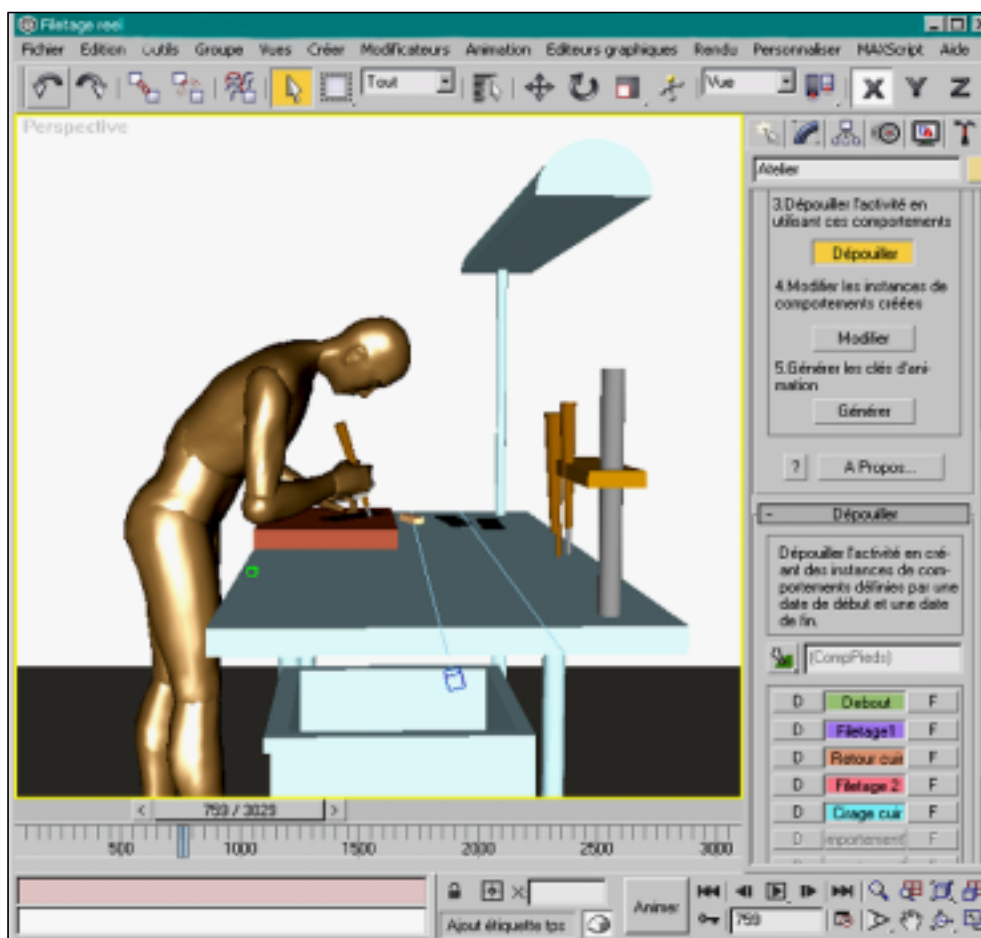 Filetage reel
Fichier Edition Outils Groupe Vues Créer Modificateurs Animation Editeurs graphiques Rendu Personnaliser MAXScript Aide
Tout Vue X Y Z
Perspective
Atelier
3.Dépouiller l'activité en
utilisant ces comportements
Dépouiller
4.Modifier les instances de
comportements créées
Modifier
5.Générer les clés d'ani-
mation
Générer
? A Propos...
- Dépouiller
Dépouiller l'activité en cré-
ant des instances de com-
portements définies par une
date de début et une date
de fin.
(CompPieds)
D Debout F
D Filetage1 F
D Retour cuir F
D Filetage 2 F
D Cirage cuir F
D mportement F
< 759 / 3029 >
500 1000 1500 2000 2500 3000
X
Animer
Ajout étiquette tps
759